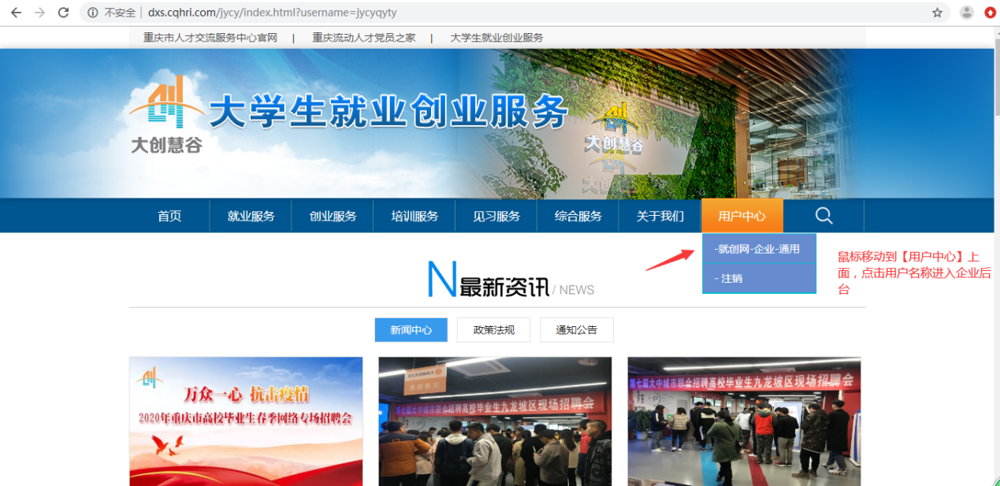 不安全 dxs.cqhri.com/jycy/index.html?username=jycyqyty
重庆市人才交流服务中心官网 | 重庆流动人才党员之家 | 大学生就业创业服务
大创慧谷
大学生就业创业服务
大创慧谷
首页 就业服务 创业服务 培训服务 见习服务 综合服务 关于我们 用户中心
-就创网-企业-通用
- 注销
鼠标移动到【用户中心】上
面，点击用户名称进入企业后
台
N最新资讯 / NEWS
新闻中心 政策法规 通知公告
万众一心 抗击疫情
2020年重庆市高校毕业生春季网络专场招聘会
第七届大中城市联合招聘高校毕业生九龙坡区现场招聘会
第七届大中城市联合招聘高校毕业生九龙坡区现场招聘会